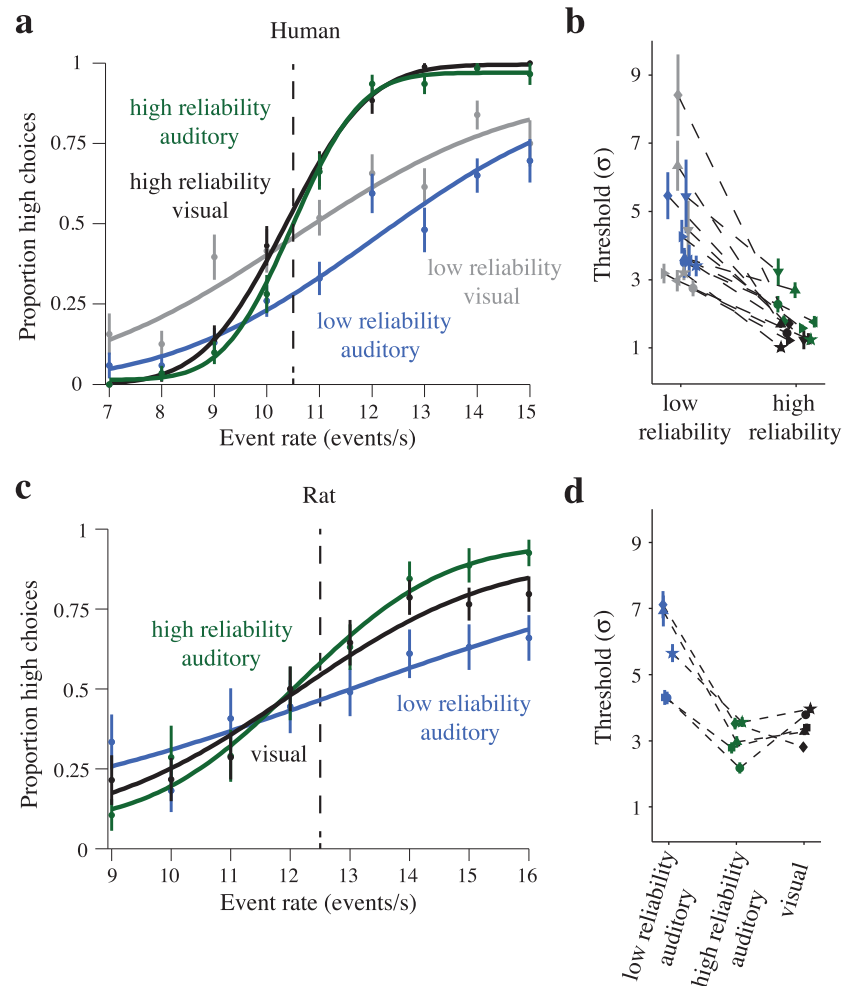 a
Human
Proportion high choices
1
0.75
0.5
0.25
0
high reliability
auditory
high reliability
visual
low reliability
visual
low reliability
auditory
7 8 9 10 11 12 13 14 15
Event rate (events/s)
b
Threshold (σ)
9
7
5
3
1
low
reliability
high
reliability
c
Rat
Proportion high choices
1
0.75
0.5
0.25
0
high reliability
auditory
low reliability
auditory
visual
9 10 11 12 13 14 15 16
Event rate (events/s)
d
Threshold (σ)
9
7
5
3
1
low reliability
auditory
high reliability
auditory
visual